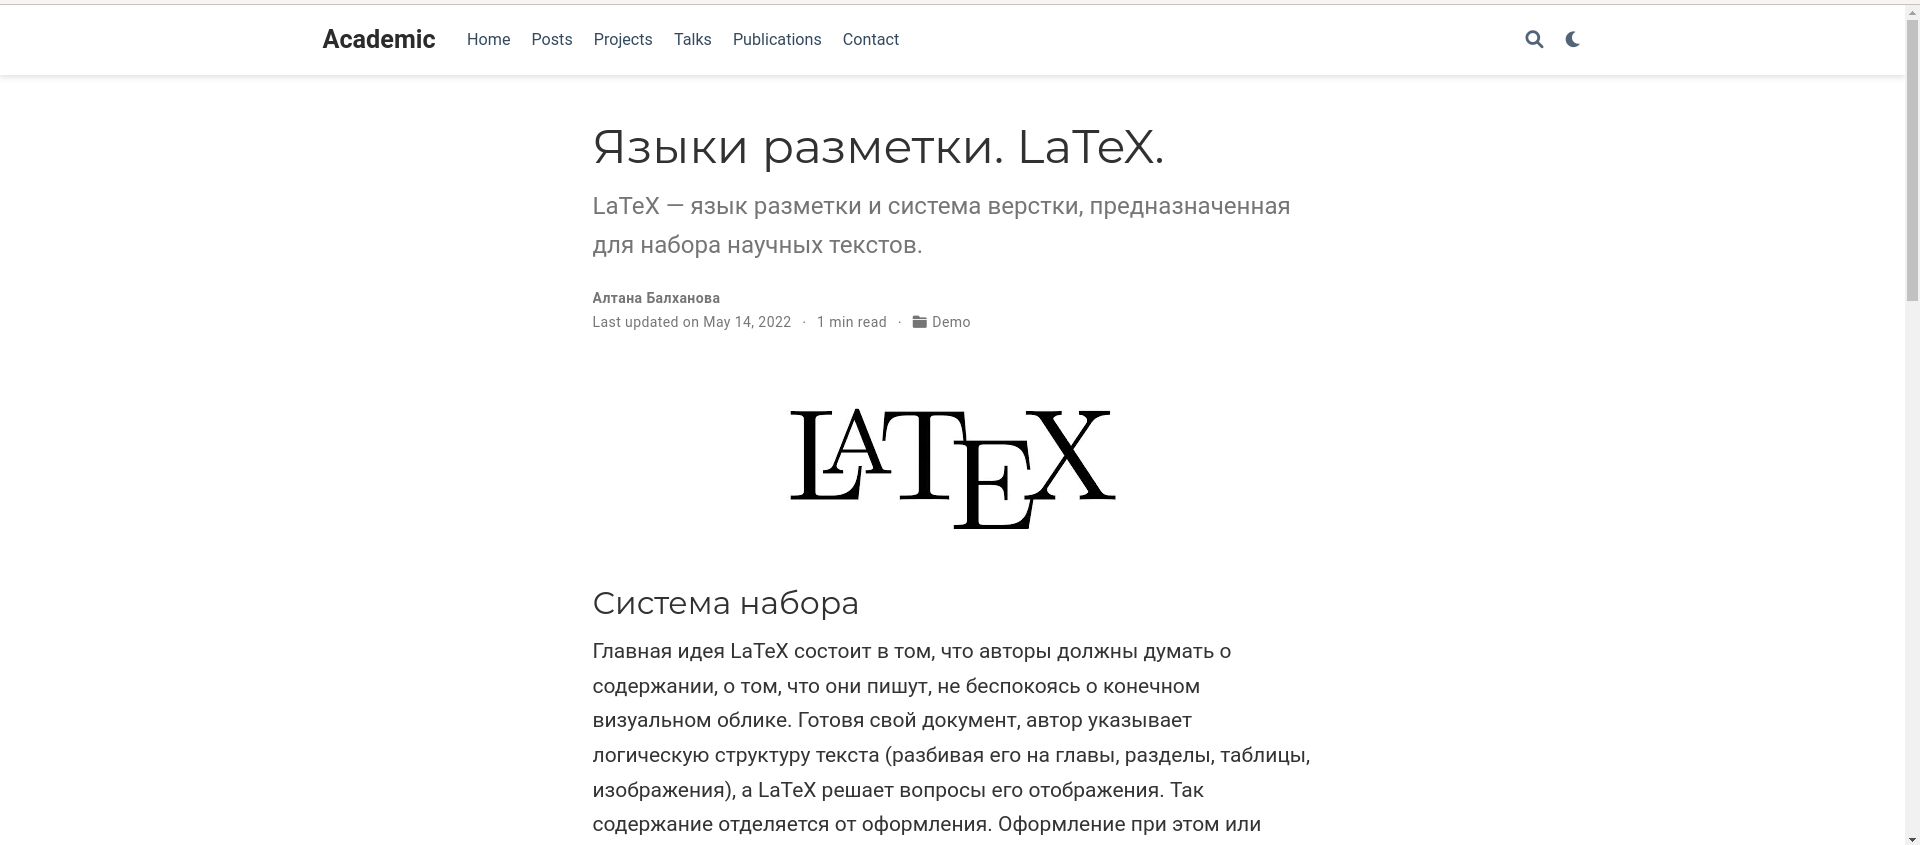 Academic Home Posts Projects Talks Publications Contact
Языки разметки. LaTeX.
LaTeX — язык разметки и система верстки, предназначенная
для набора научных текстов.
Алтана Балханова
Last updated on May 14, 2022 · 1 min read · Demo
LATEX
Система набора
Главная идея LaTeX состоит в том, что авторы должны думать о
содержании, о том, что они пишут, не беспокоясь о конечном
визуальном облике. Готовя свой документ, автор указывает
логическую структуру текста (разбивая его на главы, разделы, таблицы,
изображения), а LaTeX решает вопросы его отображения. Так
содержание отделяется от оформления. Оформление при этом или